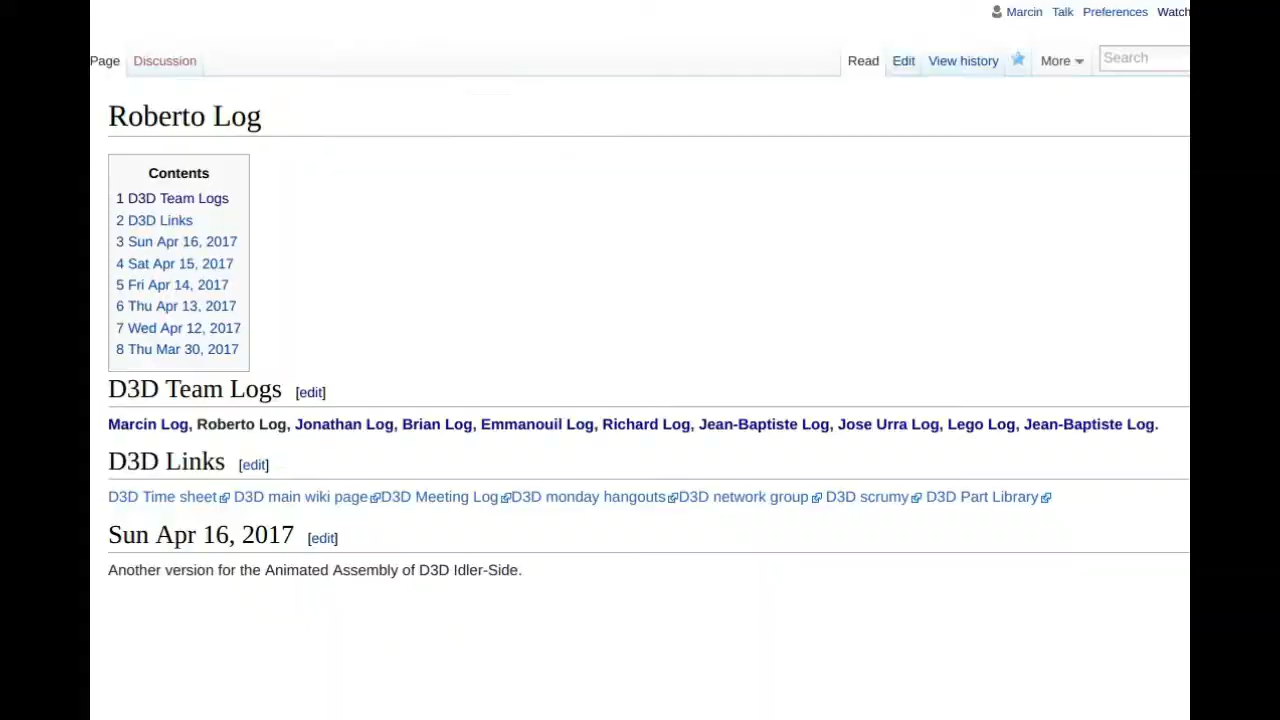 Marcin Talk Preferences Watch
Page Discussion Read Edit View history More Search
Roberto Log
Contents
1 D3D Team Logs
2 D3D Links
3 Sun Apr 16, 2017
4 Sat Apr 15, 2017
5 Fri Apr 14, 2017
6 Thu Apr 13, 2017
7 Wed Apr 12, 2017
8 Thu Mar 30, 2017
D3D Team Logs [edit]
Marcin Log, Roberto Log, Jonathan Log, Brian Log, Emmanouil Log, Richard Log, Jean-Baptiste Log, Jose Urra Log, Lego Log, Jean-Baptiste Log.
D3D Links [edit]
D3D Time sheet D3D main wiki page D3D Meeting Log D3D monday hangouts D3D network group D3D scrumy D3D Part Library
Sun Apr 16, 2017 [edit]
Another version for the Animated Assembly of D3D Idler-Side.